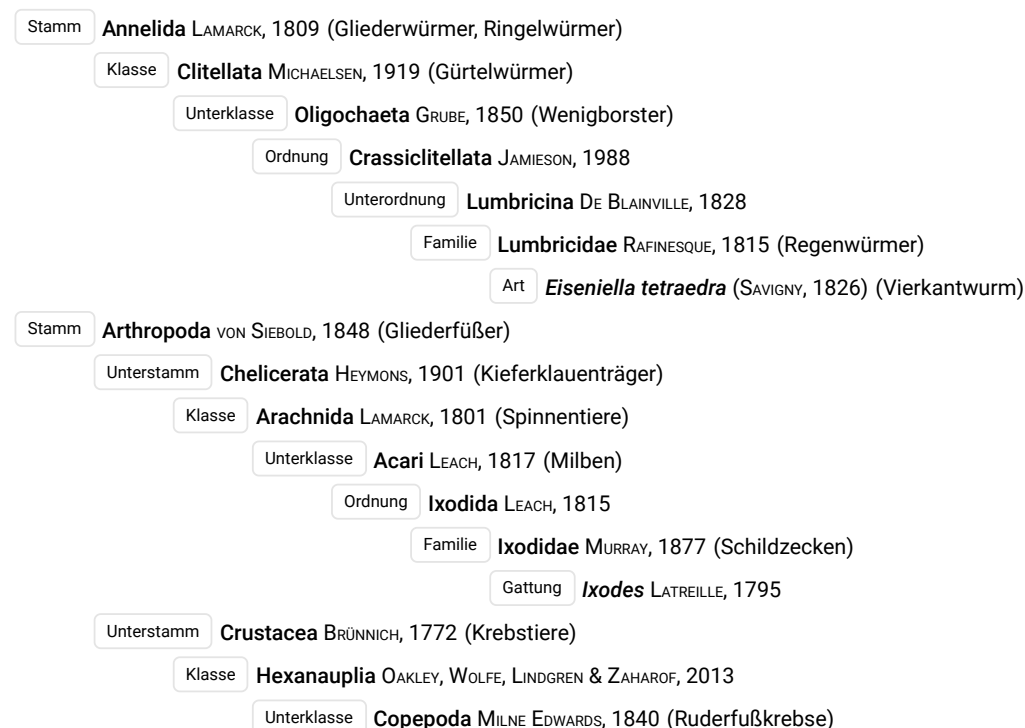 Stamm Annelida Lamarck, 1809 (Gliederwürmer, Ringelwürmer)
Klasse Clitellata Michaelsen, 1919 (Gürtelwürmer)
Unterklasse Oligochaeta Grube, 1850 (Wenigborster)
Ordnung Crassiclitellata Jamieson, 1988
Unterordnung Lumbricina De Blainville, 1828
Familie Lumbricidae Rafinesque, 1815 (Regenwürmer)
Art Eiseniella tetraedra (Savigny, 1826) (Vierkantwurm)
Stamm Arthropoda von Siebold, 1848 (Gliederfüßer)
Unterstamm Chelicerata Heymons, 1901 (Kieferklauenträger)
Klasse Arachnida Lamarck, 1801 (Spinnentiere)
Unterklasse Acari Leach, 1817 (Milben)
Ordnung Ixodida Leach, 1815
Familie Ixodidae Murray, 1877 (Schildzecken)
Gattung Ixodes Latreille, 1795
Unterstamm Crustacea Brünnich, 1772 (Krebstiere)
Klasse Hexanauplia Oakley, Wolfe, Lindgren & Zaharof, 2013
Unterklasse Copepoda Milne Edwards, 1840 (Ruderfußkrebse)